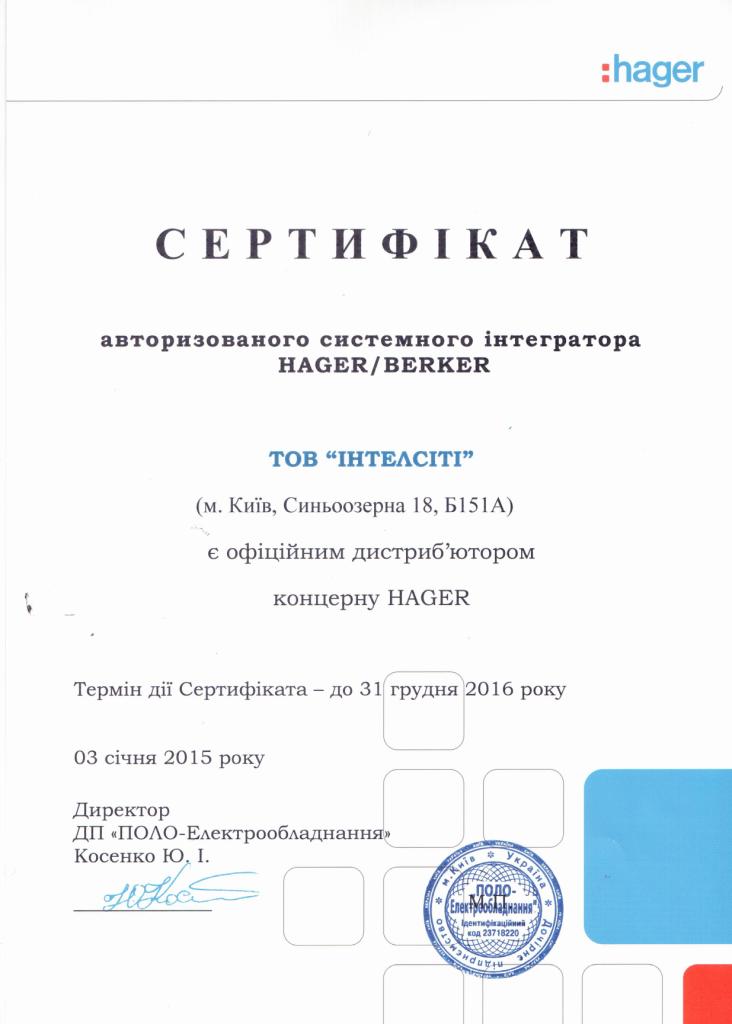 :hager
СЕРТИФІКАТ
авторизованого системного інтегратора
HAGER/BERKER
ТОВ “ІНТЕЛСІТІ”
(м. Київ, Синьоозерна 18, Б151А)
є офіційним дистриб’ютором
концерну HAGER
Термін дії Сертифіката – до 31 грудня 2016 року
03 січня 2015 року
Директор
ДП «ПОЛО-Електрообладнання»
Косенко Ю. І.
м.Київ * Україна * Дочірнє підприємство *
"ПОЛО-
Електрообладнання"
М.П.
Ідентифікаційний
код 23718220